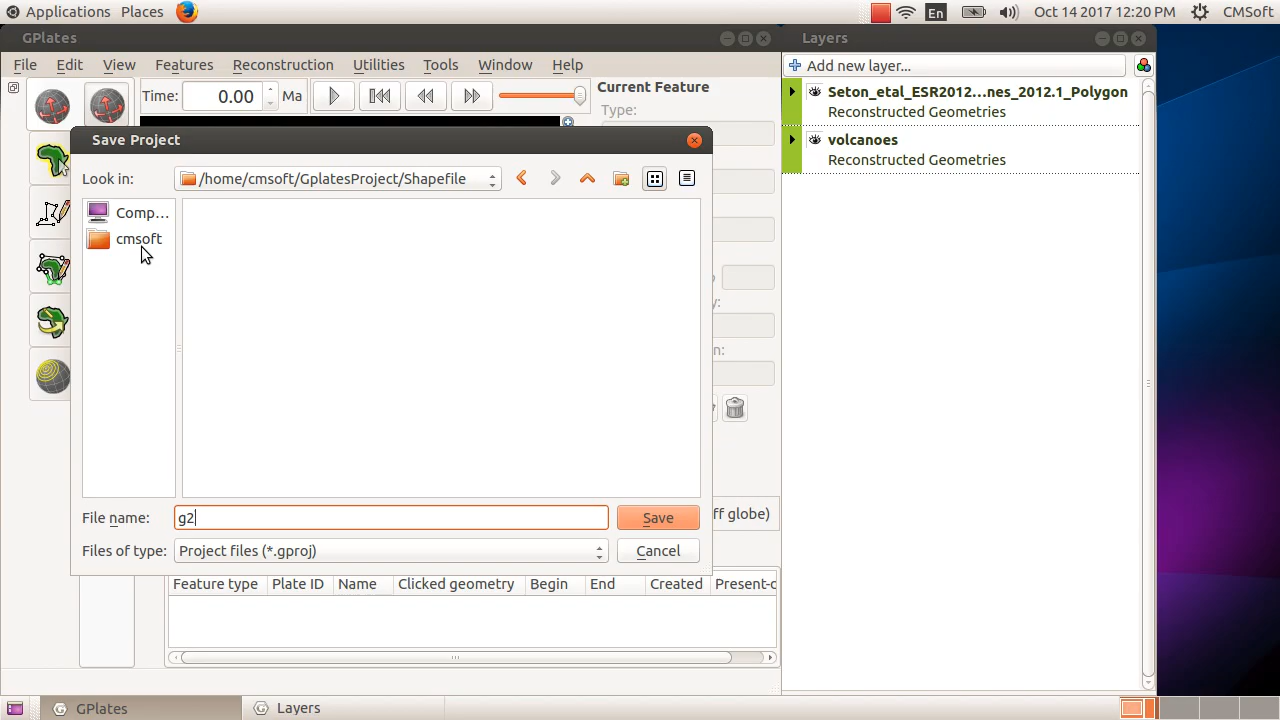 Applications Places En Oct 14 2017 12:20 PM CMSoft
GPlates
Layers
File Edit View Features Reconstruction Utilities Tools Window Help
Add new layer...
Time: 0.00 Ma
Current Feature
Type:
Seton_etal_ESR2012...nes_2012.1_Polygon
Reconstructed Geometries
volcanoes
Reconstructed Geometries
Save Project
Look in: /home/cmsoft/GplatesProject/Shapefile
Comp...
cmsoft
y:
n:
File name: g2 Save
ff globe)
Files of type: Project files (*.gproj) Cancel
Feature type Plate ID Name Clicked geometry Begin End Created Present-c
GPlates Layers